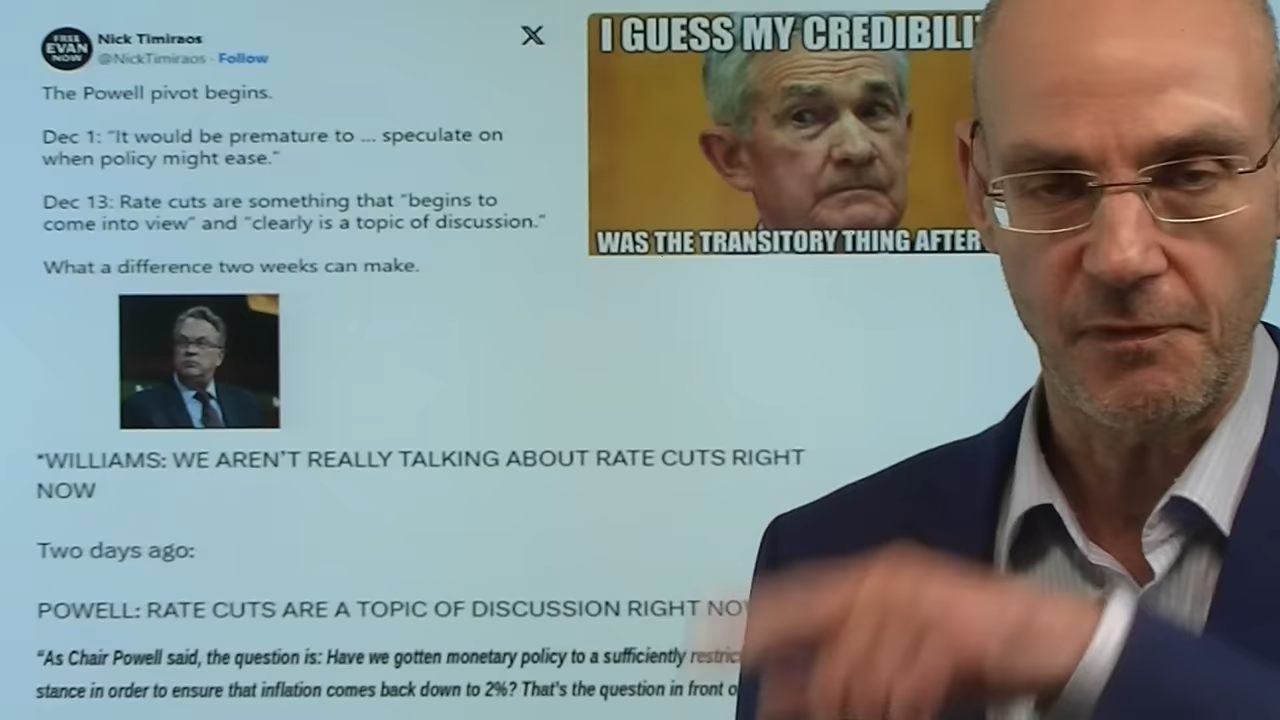 FREE
EVAN
NOW
Nick Timiraos
@NickTimiraos · Follow
X
The Powell pivot begins.
Dec 1: “It would be premature to ... speculate on
when policy might ease.”
Dec 13: Rate cuts are something that “begins to
come into view” and “clearly is a topic of discussion.”
What a difference two weeks can make.
I GUESS MY
WAS THE TRANSITORY THING AFTER
*WILLIAMS: WE AREN’T REALLY TALKING ABOUT RATE CUTS RIGHT
NOW
Two days ago:
POWELL: RATE CUTS ARE A TOPIC OF DISCUSSION RIGHT
“As Chair Powell said, the question is: Have we gotten monetary policy to a sufficiently
stance in order to ensure that inflation comes back down to 2%? That’s the question in front